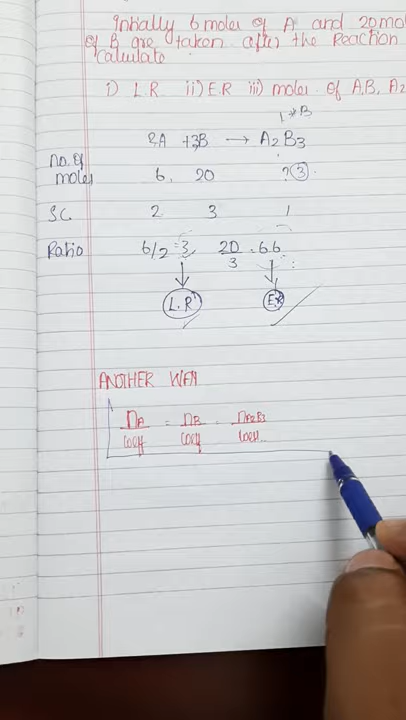 Initially 6 moles of A and 20 mol
of B are taken after the Reaction
Calculate
i) L.R ii) E.R iii) moles of A,B, A2
2A + 3B → A2B3
no. of
moles 6, 20 ? 3
SC 2 3 1
Ratio 6/2 = 3 20/3 = 6.6
L.R E.R
ANOTHER WAY
nA/coeff = nB/coeff = nA2B3/coeff.